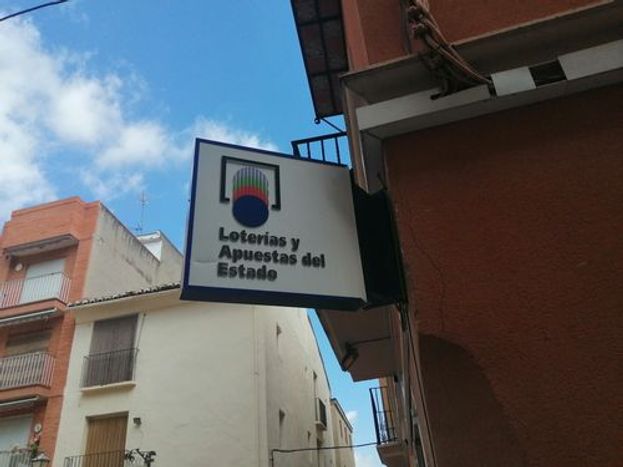 Loterías y
Apuestas del
Estado